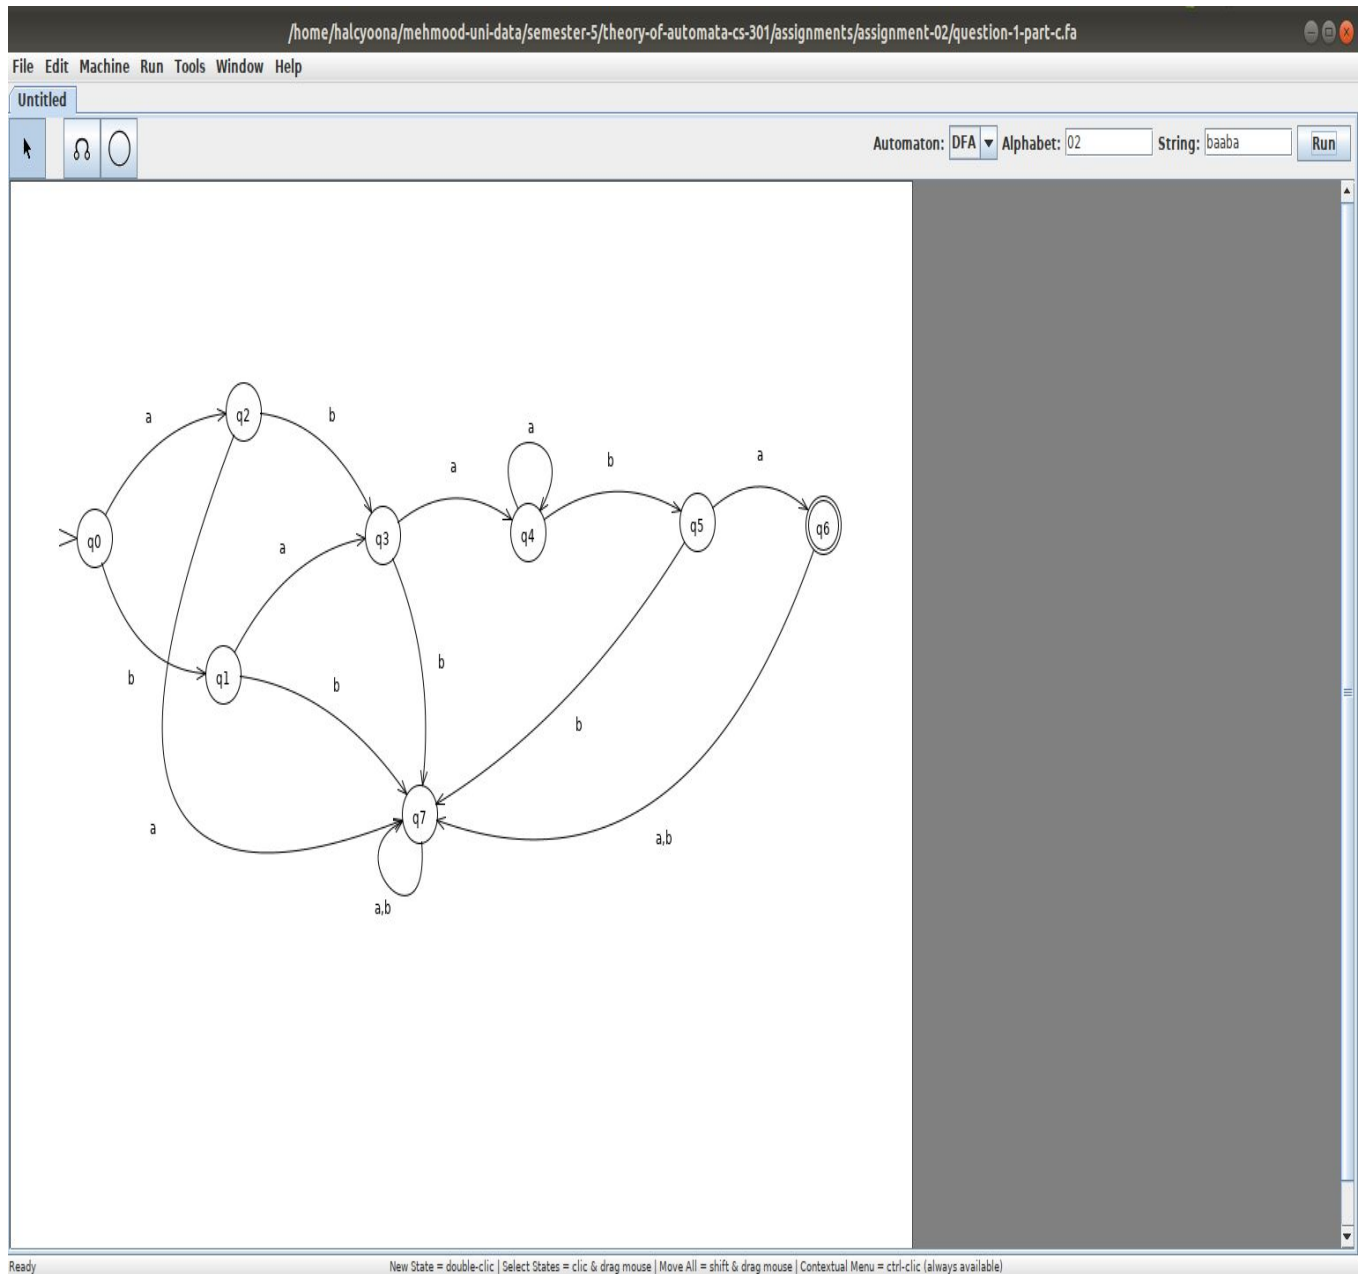 /home/halcyoona/mehmood-uni-data/semester-5/theory-of-automata-cs-301/assignments/assignment-02/question-1-part-c.fa
File Edit Machine Run Tools Window Help
Untitled
Automaton: DFA Alphabet: 02 String: baaba Run
a
q2
b
a
a
b
a
q0
a
q3
q4
q5
q6
b
q1
b
b
b
a
q7
a,b
a,b
Ready
New State = double-clic | Select States = clic & drag mouse | Move All = shift & drag mouse | Contextual Menu = ctrl-clic (always available)